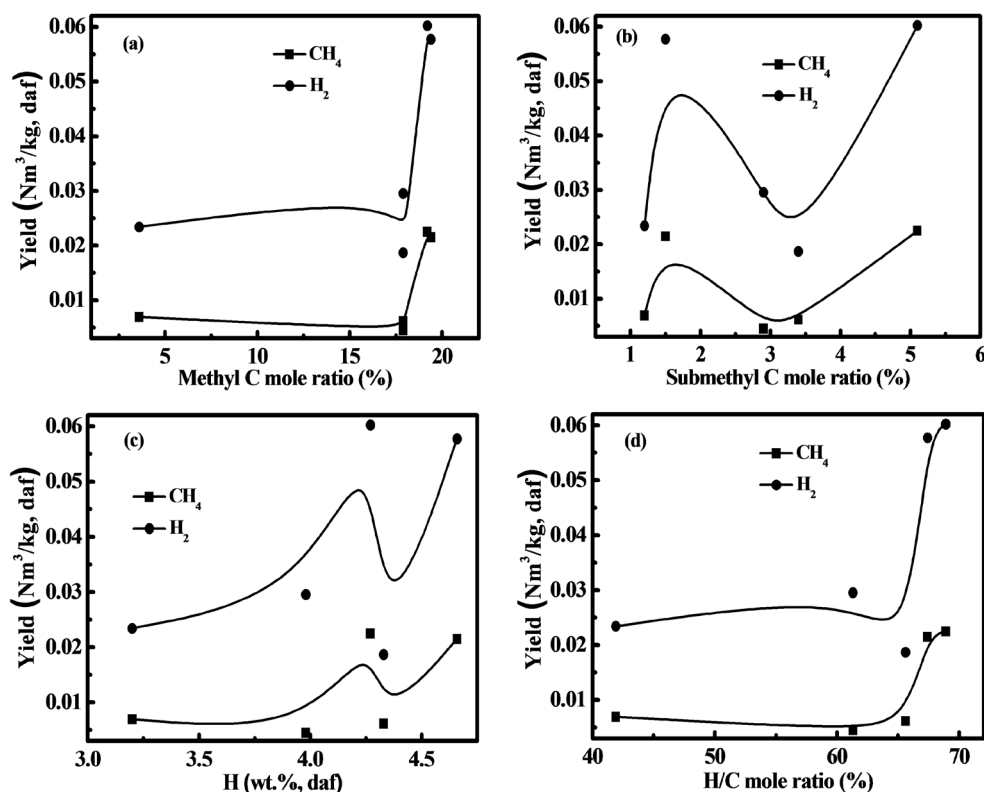 (a)
CH₄
H₂
0.06
0.05
0.04
0.03
0.02
0.01
Yield (Nm³/kg, daf)
5
10
15
20
Methyl C mole ratio (%)
(b)
CH₄
H₂
0.06
0.05
0.04
0.03
0.02
0.01
Yield (Nm³/kg, daf)
1
2
3
4
5
6
Submethyl C mole ratio (%)
(c)
CH₄
H₂
0.06
0.05
0.04
0.03
0.02
0.01
Yield (Nm³/kg, daf)
3.0
3.5
4.0
4.5
H (wt.%, daf)
(d)
CH₄
H₂
0.06
0.05
0.04
0.03
0.02
0.01
Yield (Nm³/kg, daf)
40
50
60
70
H/C mole ratio (%)